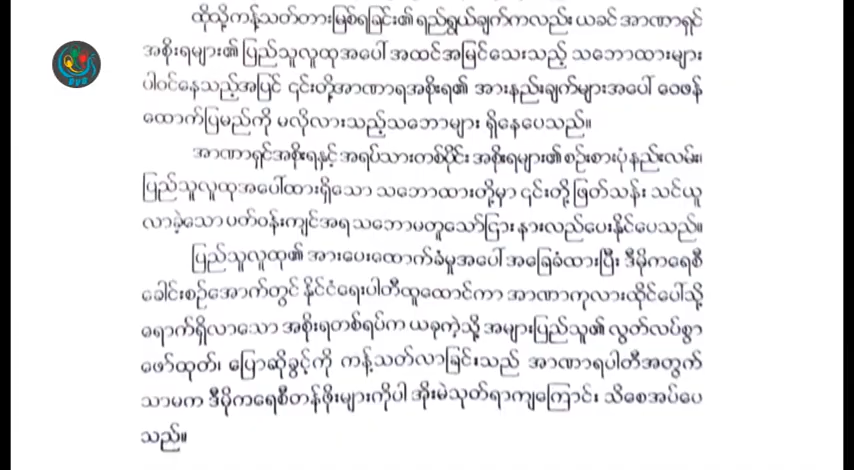 ထိုသို့ကန့်သတ်တားမြစ်ရခြင်း၏ ရည်ရွယ်ချက်ကလည်း ယခင် အာဏာရှင်
အစိုးရများ၏ ပြည်သူလူထုအပေါ် အထင်အမြင်သေးသည့် သဘောထားများ
ပါဝင်နေသည့်အပြင် ၎င်းတို့အာဏာရအစိုးရ၏ အားနည်းချက်များအပေါ် ဝေဖန်
ထောက်ပြမည်ကို မလိုလားသည့်သဘောများ ရှိနေပေသည်။
အာဏာရှင်အစိုးရနှင့် အရပ်သားတစ်ပိုင်း အစိုးရများ၏ စဉ်းစားပုံနည်းလမ်း၊
ပြည်သူလူထုအပေါ်ထားရှိသော သဘောထားတို့မှာ ၎င်းတို့ ဖြတ်သန်း သင်ယူ
လာခဲ့သော ပတ်ဝန်းကျင်အရ သဘောမတူသော်ငြား နားလည်ပေးနိုင်ပေသည်။
ပြည်သူလူထု၏ အားပေးထောက်ခံမှုအပေါ် အခြေခံထားပြီး ဒီမိုကရေစီ
ခေါင်းစဉ်အောက်တွင် နိုင်ငံရေးပါတီထူထောင်ကာ အာဏာကုလားထိုင်ပေါ်သို့
ရောက်ရှိလာသော အစိုးရတစ်ရပ်က ယခုကဲ့သို့ အများပြည်သူ၏ လွတ်လပ်စွာ
ဖော်ထုတ်၊ ပြောဆိုခွင့်ကို ကန့်သတ်လာခြင်းသည် အာဏာရပါတီအတွက်
သာမက ဒီမိုကရေစီတန်ဖိုးများကိုပါ အိုးမဲသုတ်ရာကျကြောင်း သိစေအပ်ပေ
သည်။